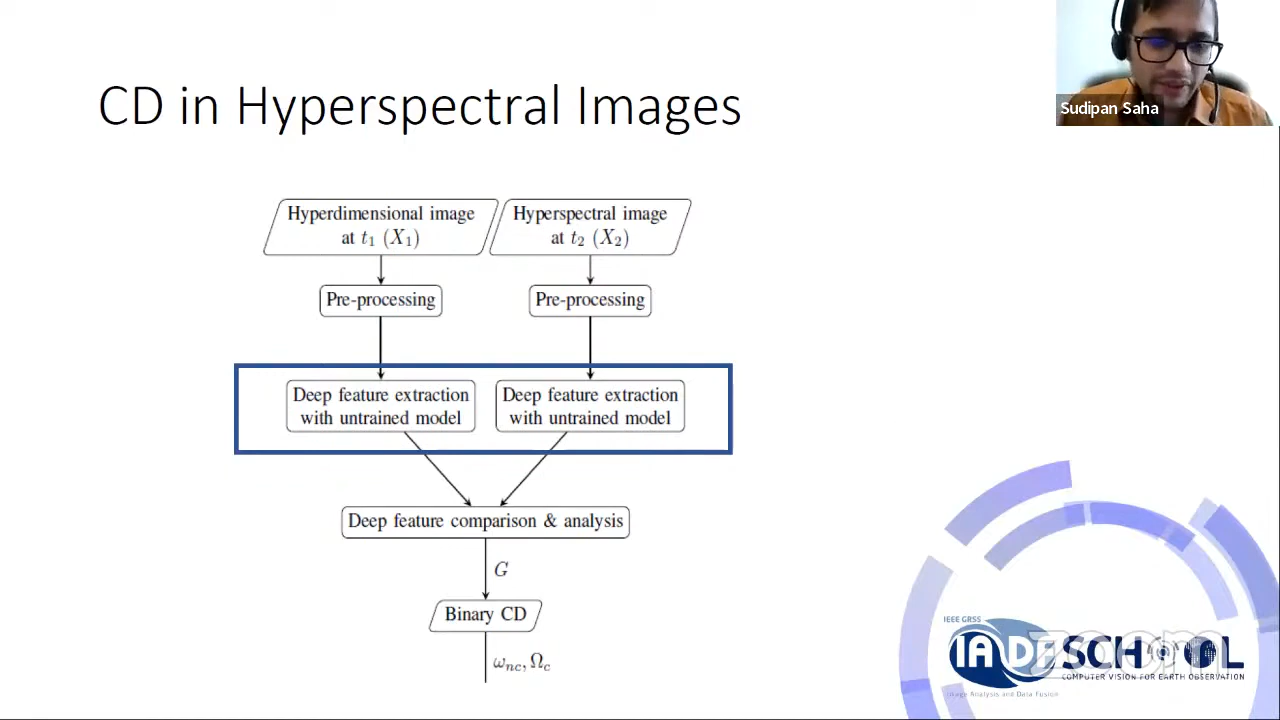 CD in Hyperspectral Images
Sudipan Saha
Hyperdimensional image
at t₁ (X₁)
Hyperspectral image
at t₂ (X₂)
Pre-processing
Pre-processing
Deep feature extraction
with untrained model
Deep feature extraction
with untrained model
Deep feature comparison & analysis
G
Binary CD
ω_nc, Ω_c
IEEE GRSS
IADF SCHOOL
zoom
COMPUTER VISION FOR EARTH OBSERVATION
Image Analysis and Data Fusion